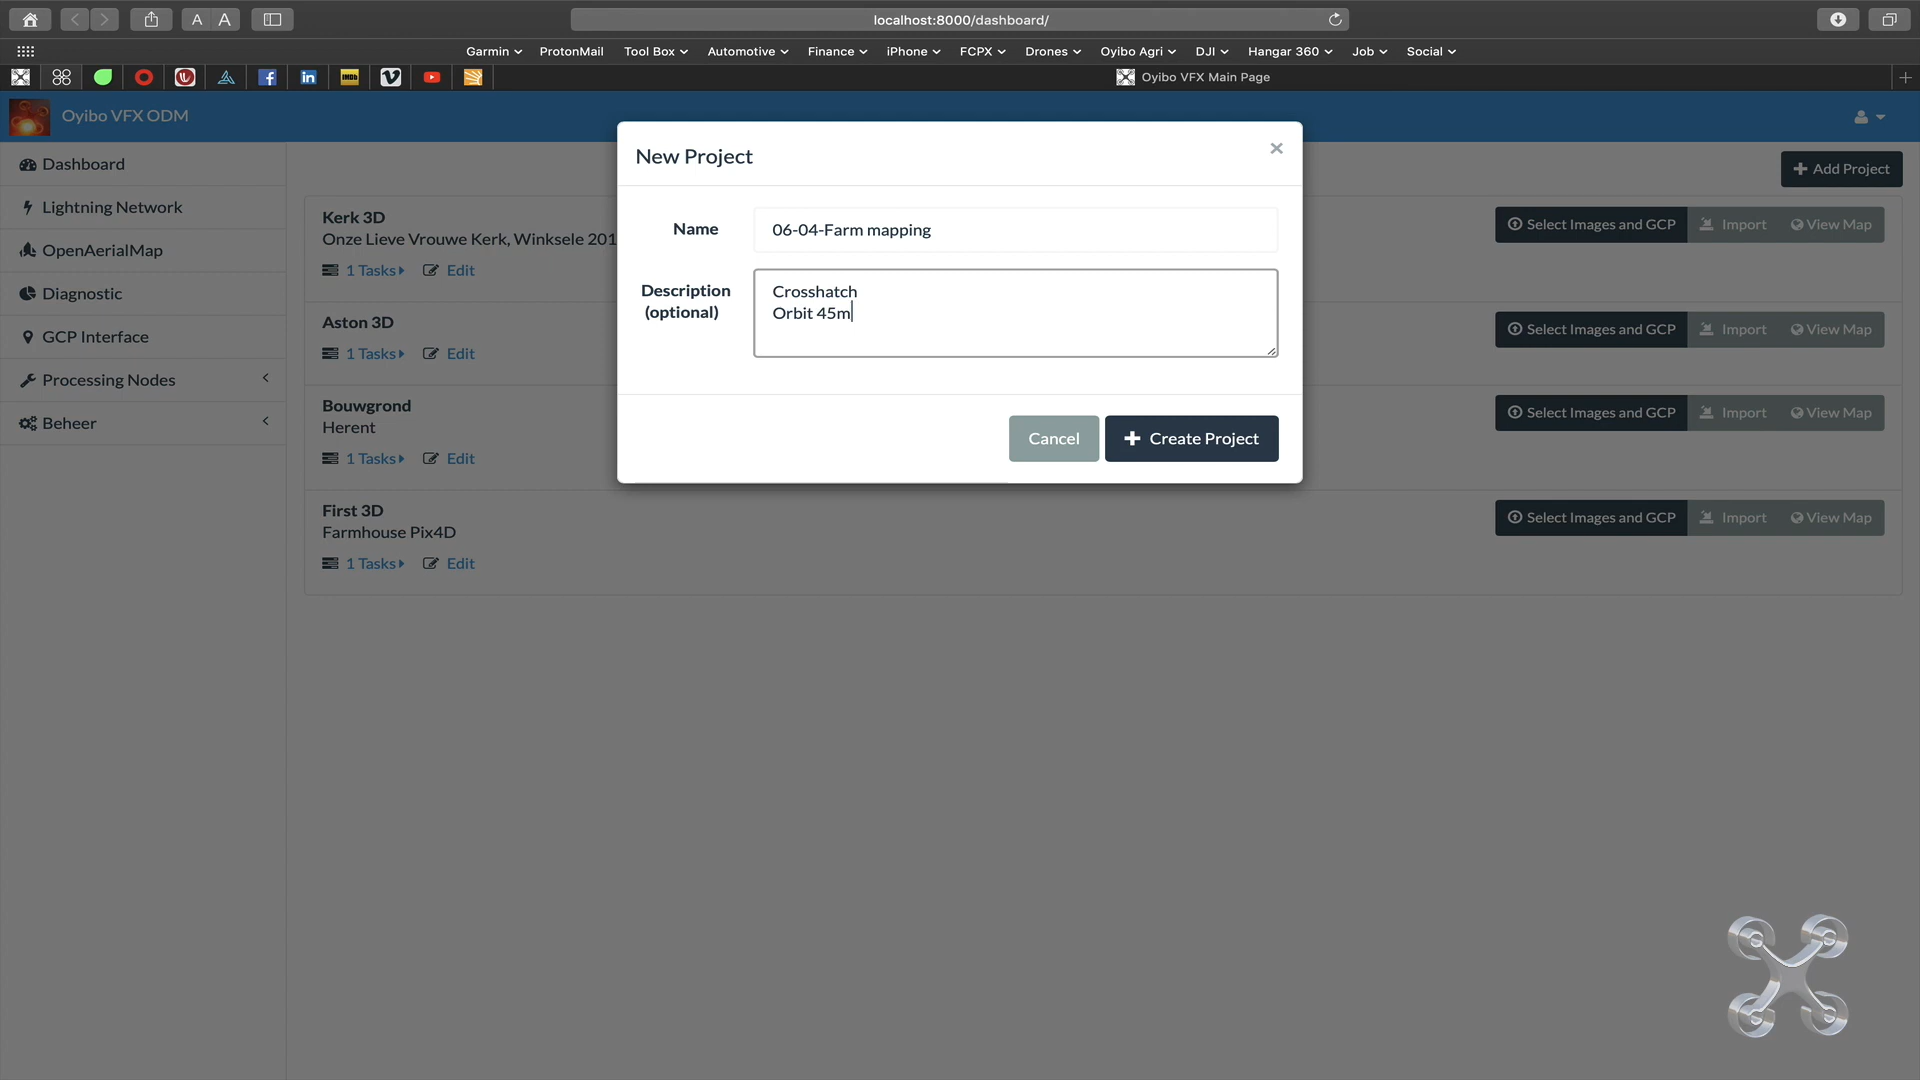 A A
localhost:8000/dashboard/
Garmin ProtonMail Tool Box Automotive Finance iPhone FCPX Drones Oyibo Agri DJI Hangar 360 Job Social
Oyibo VFX Main Page
Oyibo VFX ODM
Dashboard
Lightning Network
OpenAerialMap
Diagnostic
GCP Interface
Processing Nodes
Beheer
Add Project
Kerk 3D
Onze Lieve Vrouwe Kerk, Winksele 201
1 Tasks Edit
Select Images and GCP Import View Map
Aston 3D
1 Tasks Edit
Select Images and GCP Import View Map
Bouwgrond
Herent
1 Tasks Edit
Select Images and GCP Import View Map
First 3D
Farmhouse Pix4D
1 Tasks Edit
Select Images and GCP Import View Map
New Project
×
Name 06-04-Farm mapping
Description
(optional)
Crosshatch
Orbit 45m
Cancel Create Project